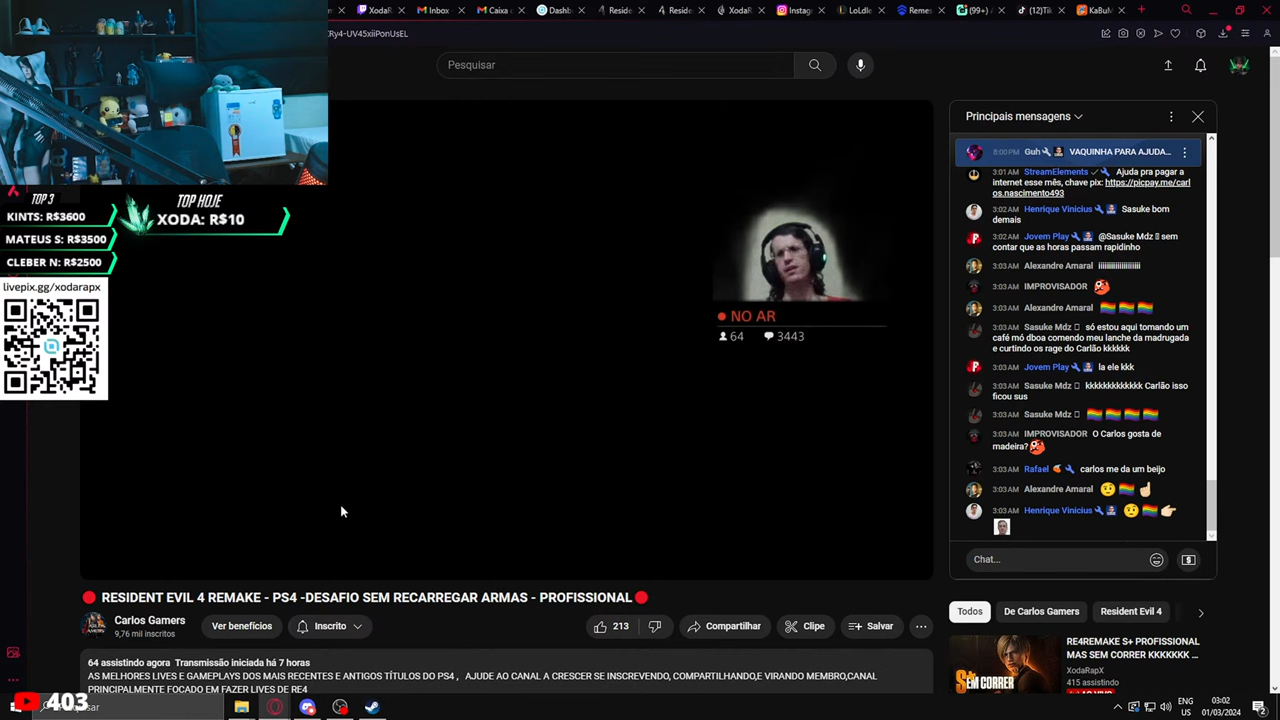 XodaR
Inbox
Caixa c
Dashb
Reside
Reside
XodaR
Instag
LoLdle
Remes
(99+)
(12)Tik
KaBuM
Ry4-UV45xiiPonUsEL
Pesquisar
TOP 3
KINTS: R$3600
MATEUS S: R$3500
CLEBER N: R$2500
TOP HOJE
XODA: R$10
livepix.gg/xodarapx
NO AR
64 3443
Principais mensagens
8:00PM Guh VAQUINHA PARA AJUDA...
3:01AM StreamElements Ajuda pra pagar a
internet esse mês, chave pix: https://picpay.me/carl
os.nascimento493
3:02AM Henrique Vinicius Sasuke bom
demais
3:02AM Jovem Play @Sasuke Mdz sem
contar que as horas passam rapidinho
3:03AM Alexandre Amaral iiiiiiiiiiiiiiiiiii
3:03AM IMPROVISADOR
3:03AM Alexandre Amaral 🏳️‍🌈 🏳️‍🌈 🏳️‍🌈
3:03AM Sasuke Mdz só estou aqui tomando um
café mó dboa comendo meu lanche da madrugada
e curtindo os rage do Carlão kkkkkk
3:03AM Jovem Play la ele kkk
3:03AM Sasuke Mdz kkkkkkkkkkkkk Carlão isso
ficou sus
3:03AM Sasuke Mdz 🏳️‍🌈 🏳️‍🌈 🏳️‍🌈 🏳️‍🌈
3:03AM IMPROVISADOR O Carlos gosta de
madeira?
3:03AM Rafael carlos me da um beijo
3:03AM Alexandre Amaral 🤨 🏳️‍🌈 ☝🏻
3:03AM Henrique Vinicius 🤨 🏳️‍🌈 👉🏻
Chat...
🔴 RESIDENT EVIL 4 REMAKE - PS4 -DESAFIO SEM RECARREGAR ARMAS - PROFISSIONAL🔴
Carlos Gamers
9,76 mil inscritos
Ver benefícios
Inscrito
213
Compartilhar
Clipe
Salvar
64 assistindo agora Transmissão iniciada há 7 horas
AS MELHORES LIVES E GAMEPLAYS DOS MAIS RECENTES E ANTIGOS TÍTULOS DO PS4 , AJUDE AO CANAL A CRESCER SE INSCREVENDO, COMPARTILHANDO,E VIRANDO MEMBRO,CANAL
PRINCIPALMENTE FOCADO EM FAZER LIVES DE RE4
Todos
De Carlos Gamers
Resident Evil 4
SEM CORRER
RE4REMAKE S+ PROFISSIONAL
MAS SEM CORRER KKKKKKK ...
XodaRapX
415 assistindo
403
ENG
US
03:02
01/03/2024
2